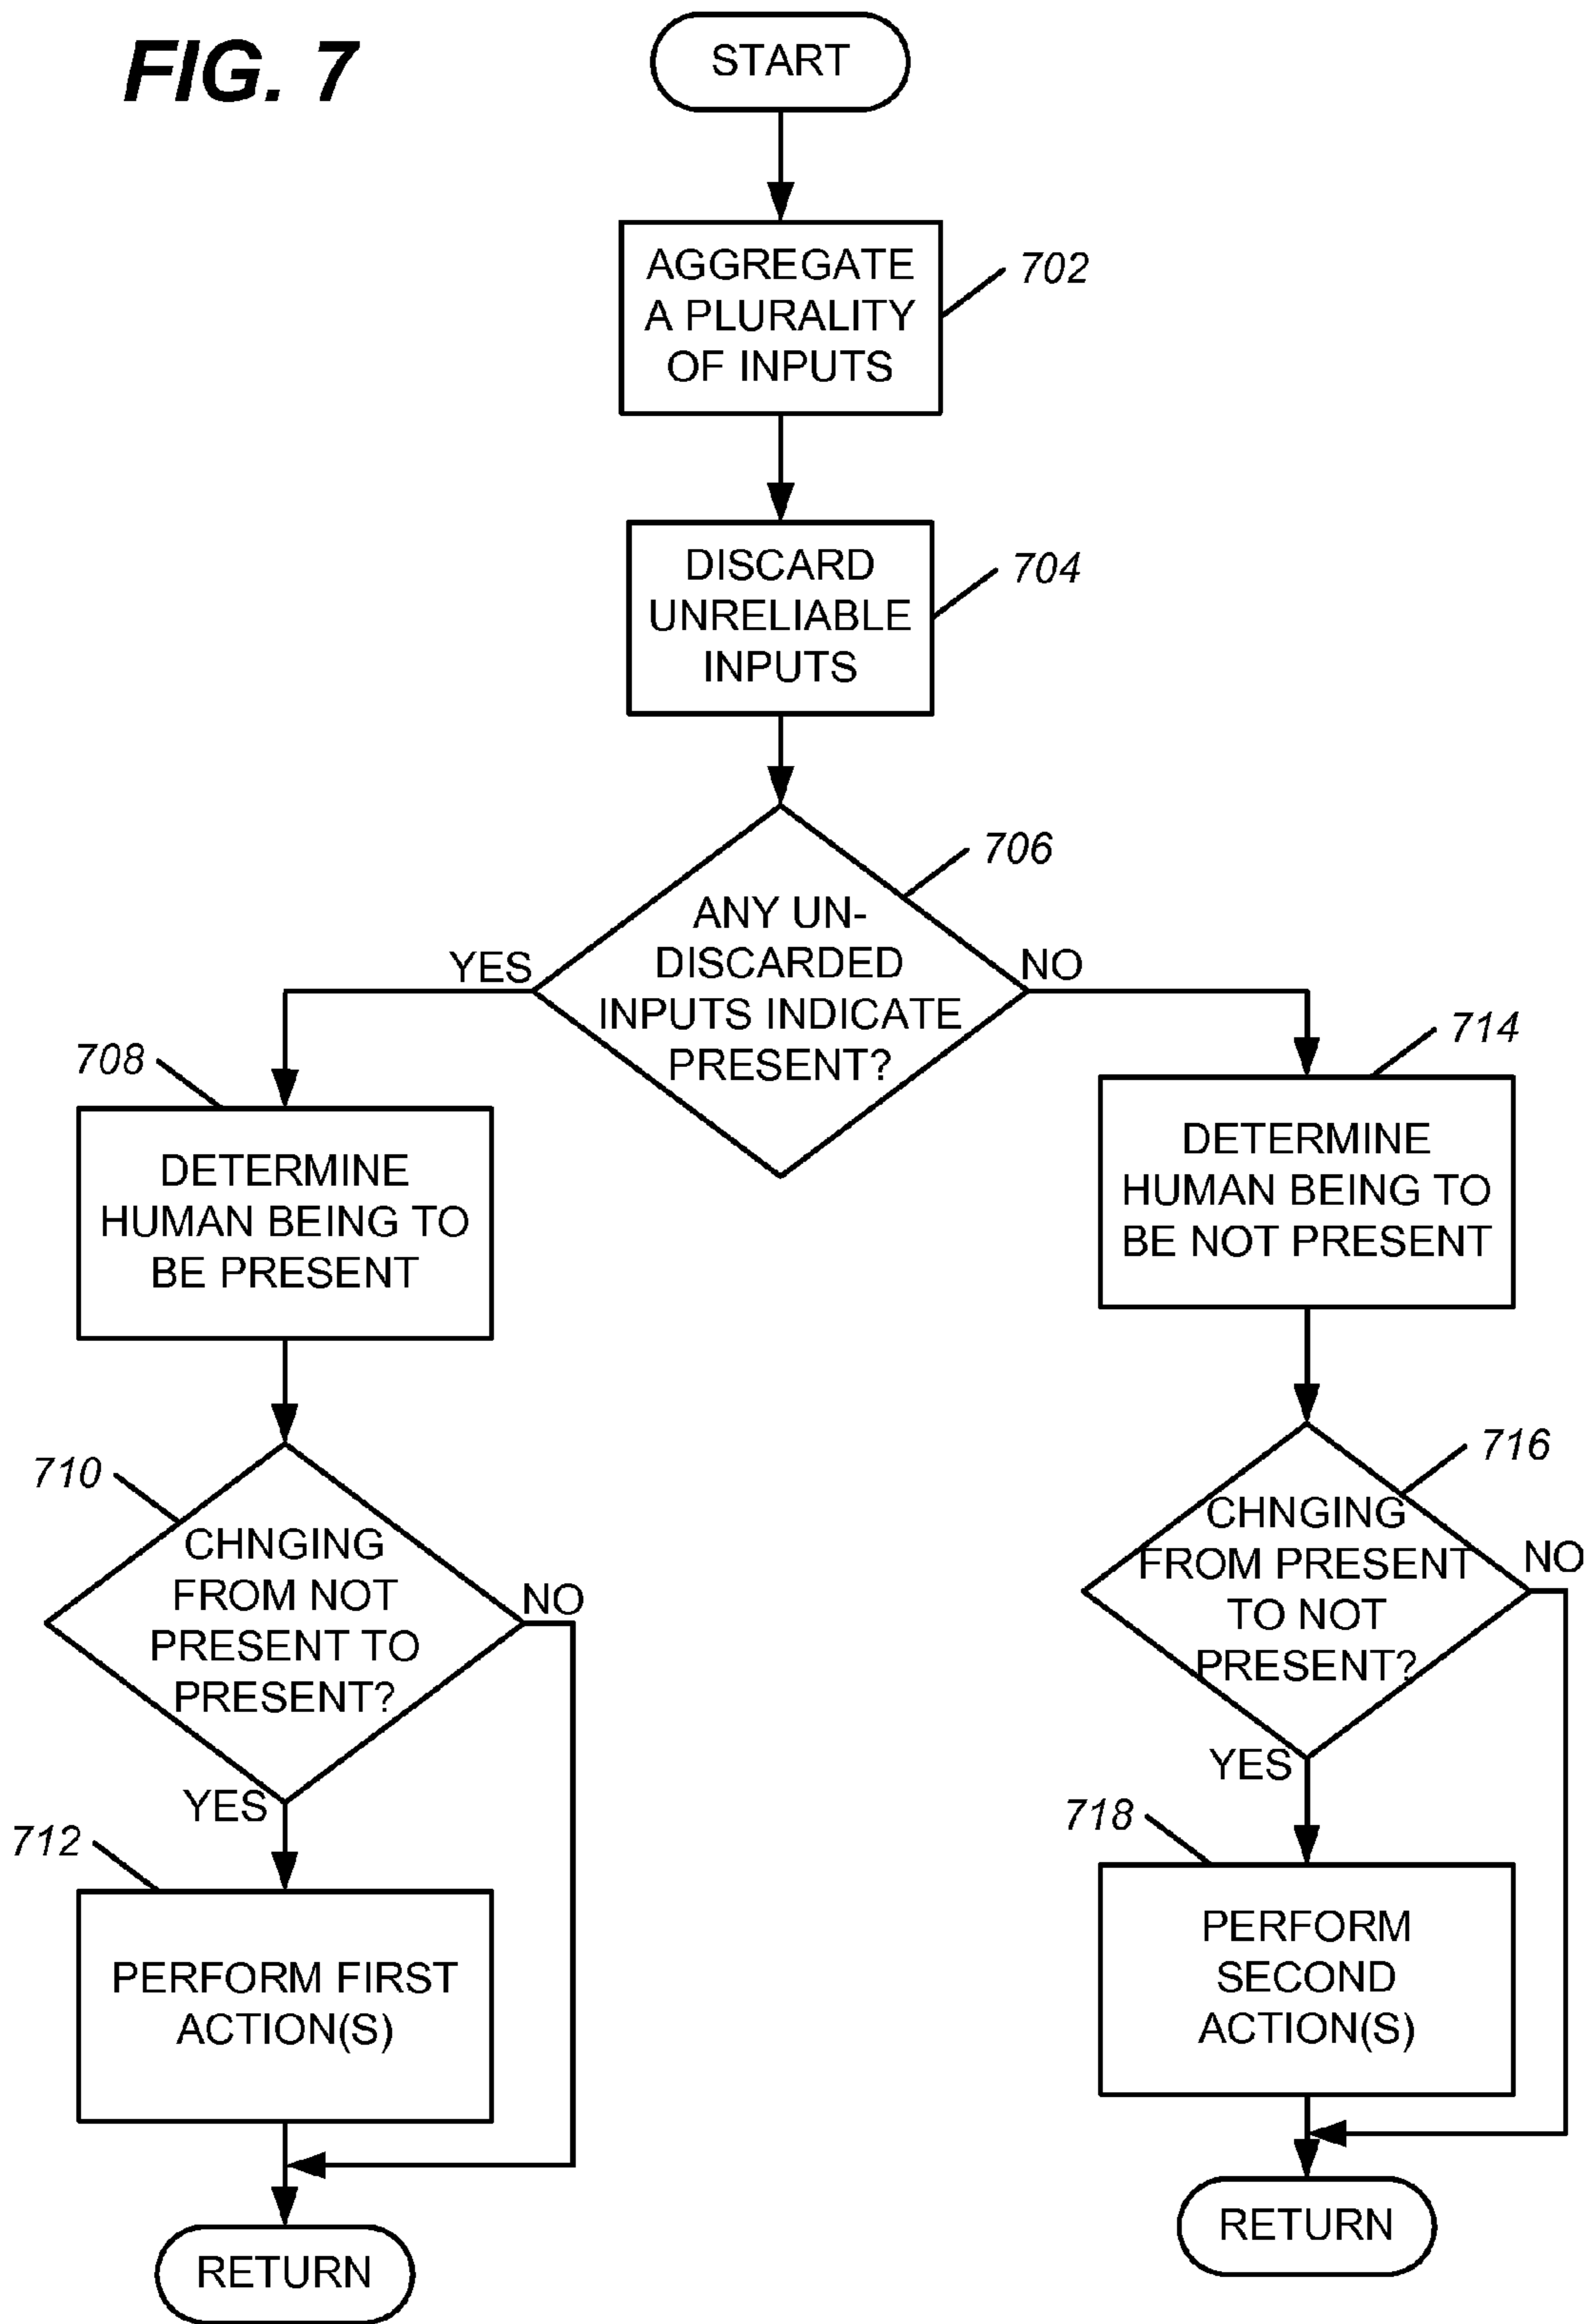 FIG. 7
START
AGGREGATE
A PLURALITY
OF INPUTS
702
DISCARD
UNRELIABLE
INPUTS
704
706
ANY UN-
DISCARDED
INPUTS INDICATE
PRESENT?
YES
NO
708
DETERMINE
HUMAN BEING TO
BE PRESENT
710
CHNGING
FROM NOT
PRESENT TO
PRESENT?
NO
YES
712
PERFORM FIRST
ACTION(S)
RETURN
714
DETERMINE
HUMAN BEING TO
BE NOT PRESENT
716
CHNGING
FROM PRESENT
TO NOT
PRESENT?
NO
YES
718
PERFORM
SECOND
ACTION(S)
RETURN